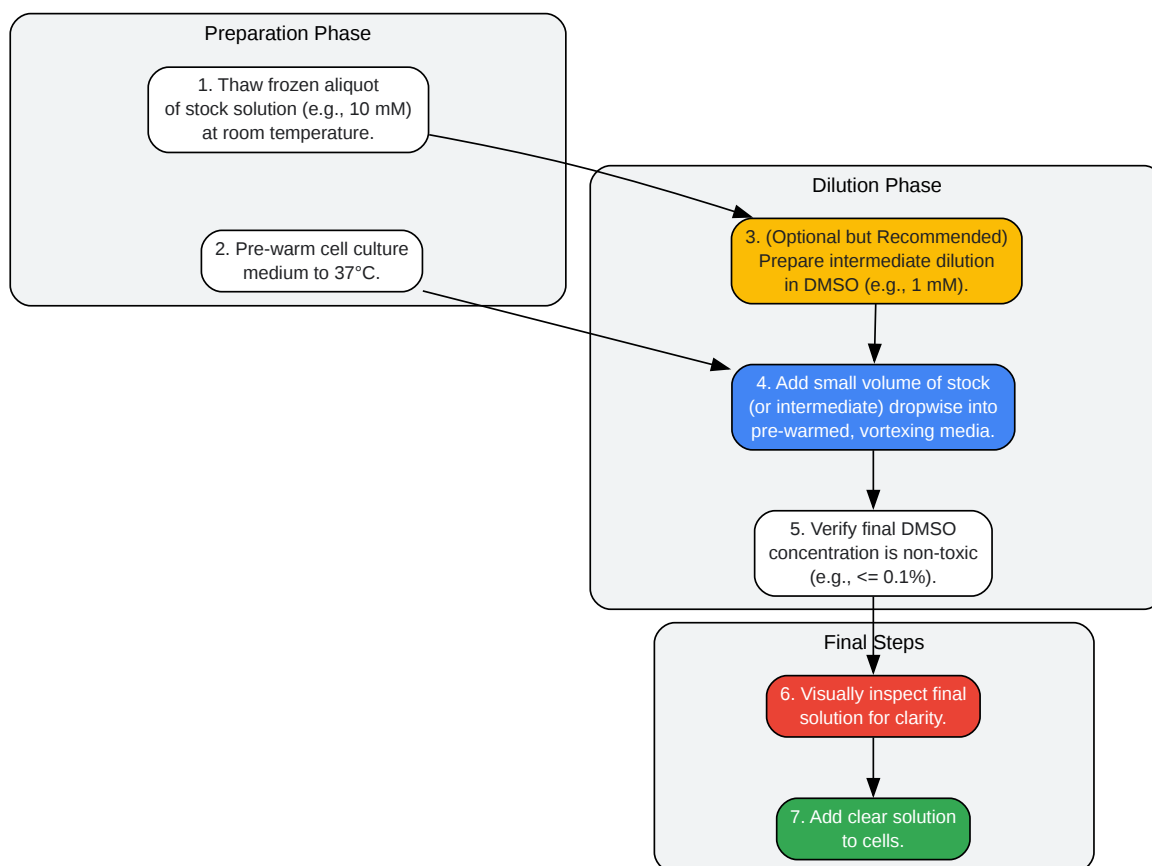 Preparation Phase
1. Thaw frozen aliquot
of stock solution (e.g., 10 mM)
at room temperature.
2. Pre-warm cell culture
medium to 37°C.
Dilution Phase
3. (Optional but Recommended)
Prepare intermediate dilution
in DMSO (e.g., 1 mM).
4. Add small volume of stock
(or intermediate) dropwise into
pre-warmed, vortexing media.
5. Verify final DMSO
concentration is non-toxic
(e.g., <= 0.1%).
Final Steps
6. Visually inspect final
solution for clarity.
7. Add clear solution
to cells.